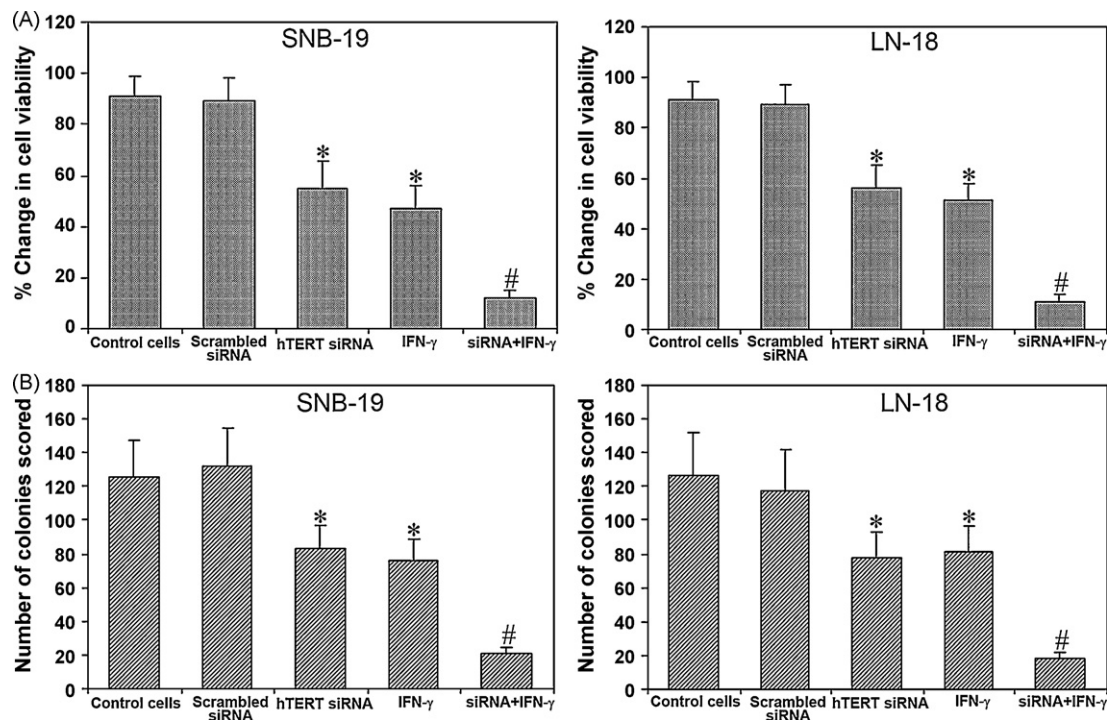 (A)
SNB-19
% Change in cell viability
120
100
80
60
40
20
0
*
*
#
Control cells
Scrambled
siRNA
hTERT siRNA
IFN-γ
siRNA+IFN-γ
LN-18
% Change in cell viability
120
100
80
60
40
20
0
*
*
#
Control cells
Scrambled
siRNA
hTERT siRNA
IFN-γ
siRNA+IFN-γ
(B)
SNB-19
Number of colonies scored
180
160
140
120
100
80
60
40
20
0
*
*
#
Control cells
Scrambled
siRNA
hTERT siRNA
IFN-γ
siRNA+IFN-γ
LN-18
Number of colonies scored
180
160
140
120
100
80
60
40
20
0
*
*
#
Control cells
Scrambled
siRNA
hTERT siRNA
IFN-γ
siRNA+IFN-γ